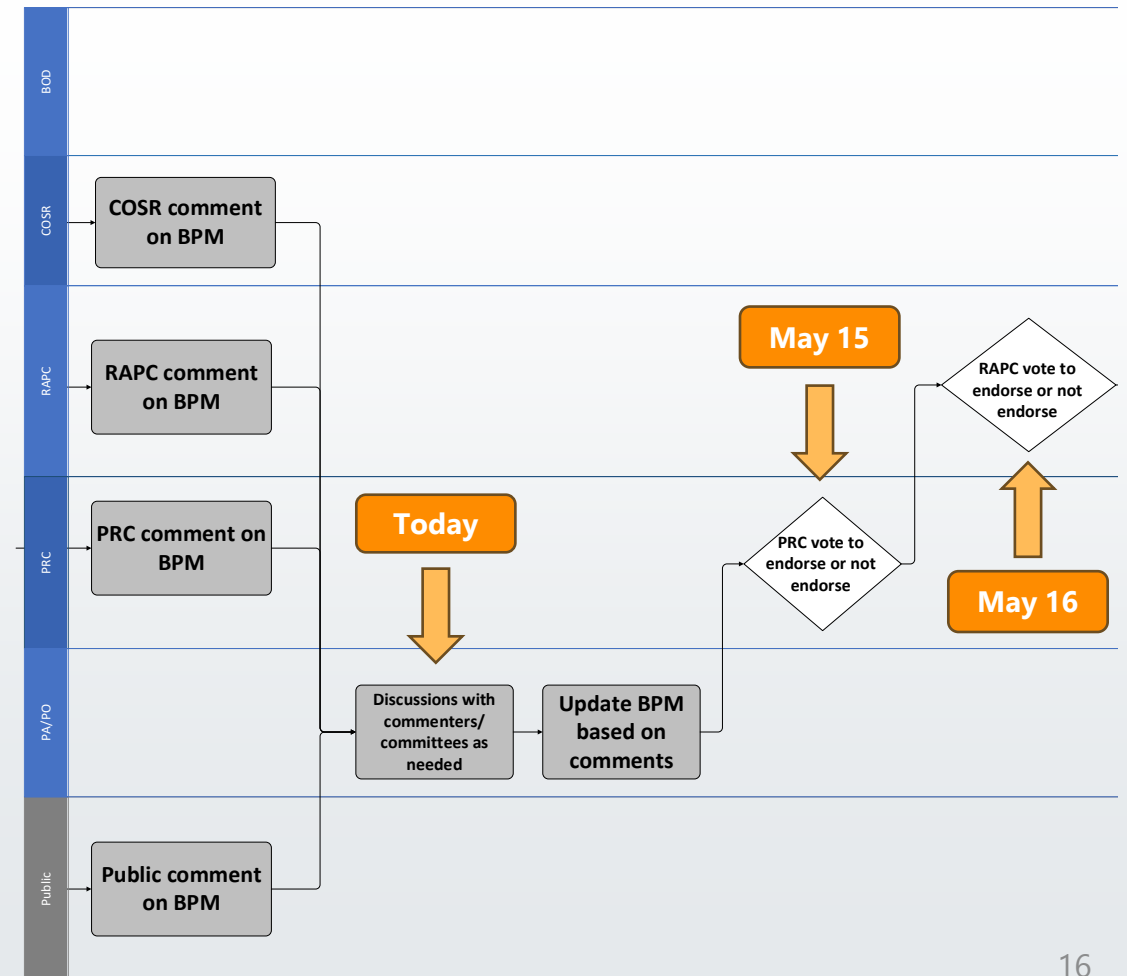 BOD
COSR
COSR comment
on BPM
RAPC
RAPC comment
on BPM
May 15
RAPC vote to
endorse or not
endorse
PRC
PRC comment on
BPM
Today
PRC vote to
endorse or not
endorse
May 16
PA/PO
Discussions with
commenters/
committees as
needed
Update BPM
based on
comments
Public
Public comment
on BPM
16